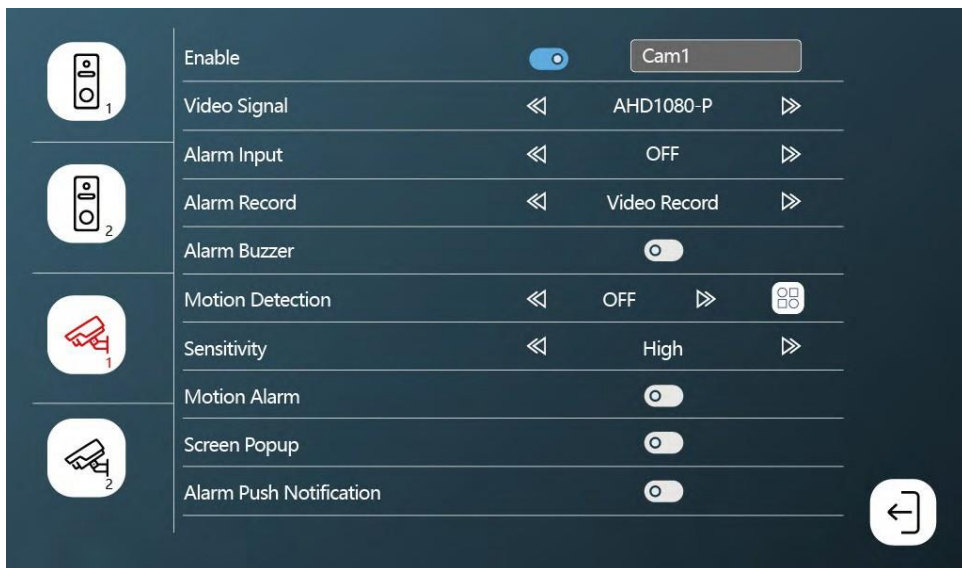 1
2
1
2
Enable Cam1
Video Signal AHD1080-P
Alarm Input OFF
Alarm Record Video Record
Alarm Buzzer
Motion Detection OFF
Sensitivity High
Motion Alarm
Screen Popup
Alarm Push Notification